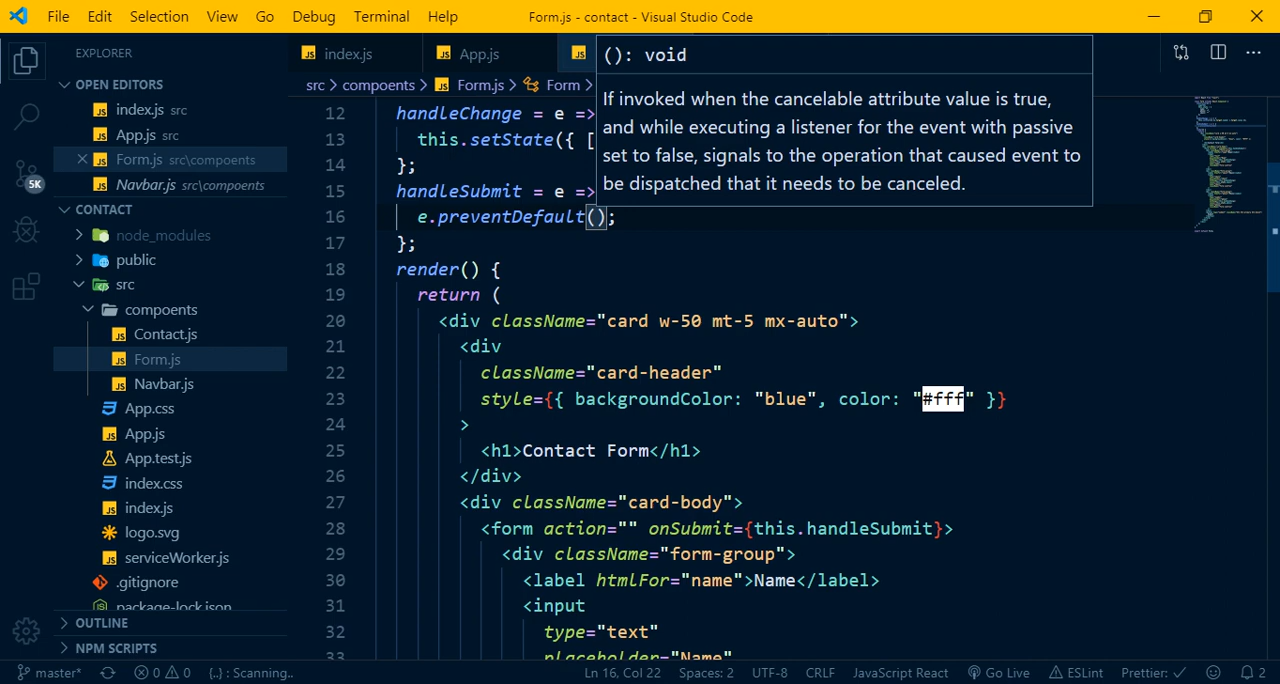 File Edit Selection View Go Debug Terminal Help Form.js - contact - Visual Studio Code
EXPLORER
OPEN EDITORS
index.js src
App.js src
Form.js src\compoents
Navbar.js src\compoents
CONTACT
node_modules
public
src
compoents
Contact.js
Form.js
Navbar.js
App.css
App.js
App.test.js
index.css
index.js
logo.svg
serviceWorker.js
.gitignore
package-lock.json
OUTLINE
NPM SCRIPTS
5K
index.js App.js
src > compoents > Form.js > Form >
(): void
If invoked when the cancelable attribute value is true,
and while executing a listener for the event with passive
set to false, signals to the operation that caused event to
be dispatched that it needs to be canceled.
12 handleChange = e =>
13 this.setState({ [
14 };
15 handleSubmit = e =>
16 e.preventDefault();
17 };
18 render() {
19 return (
20 <div className="card w-50 mt-5 mx-auto">
21 <div
22 className="card-header"
23 style={{ backgroundColor: "blue", color: "#fff" }}
24 >
25 <h1>Contact Form</h1>
26 </div>
27 <div className="card-body">
28 <form action="" onSubmit={this.handleSubmit}>
29 <div className="form-group">
30 <label htmlFor="name">Name</label>
31 <input
32 type="text"
33 placeholder="Name"
master* 0 0 {..} : Scanning.. Ln 16, Col 22 Spaces: 2 UTF-8 CRLF JavaScript React Go Live ESLint Prettier: ✓ 2